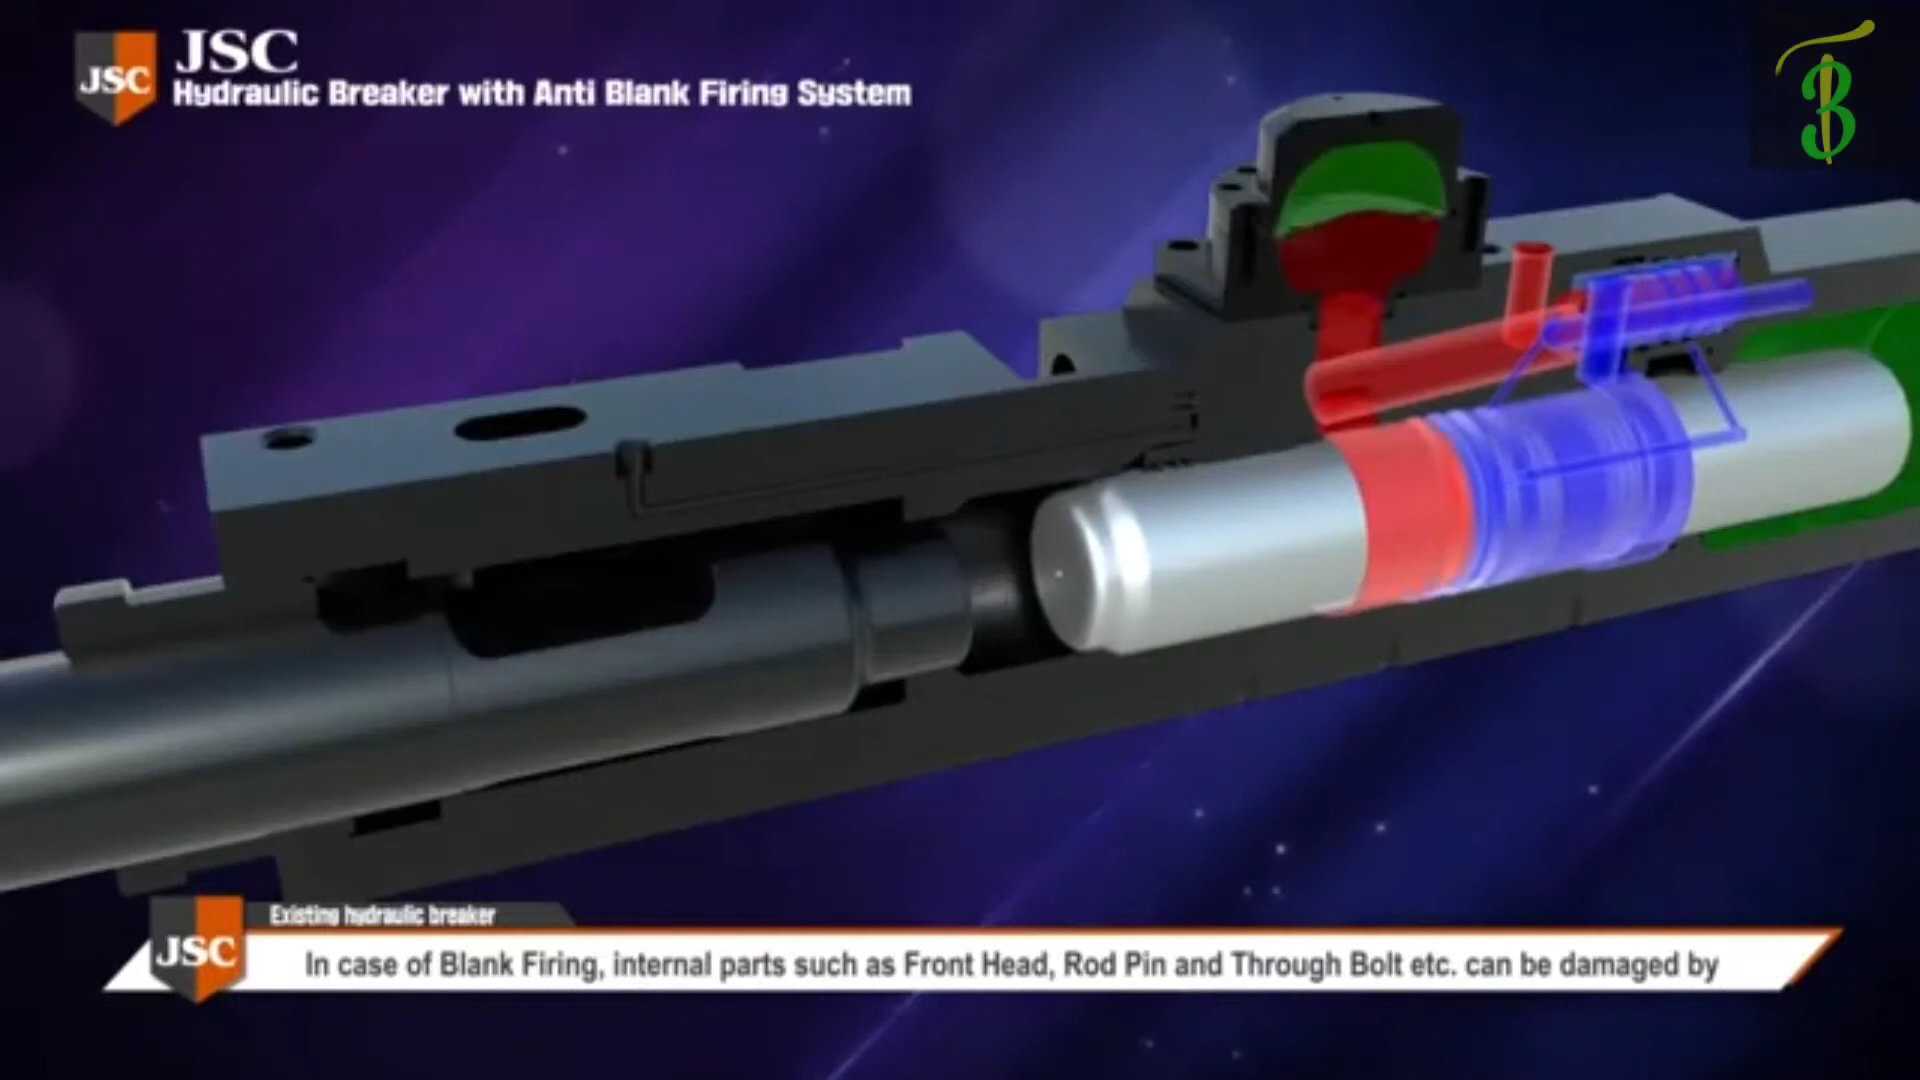 JSC
JSC
Hydraulic Breaker with Anti Blank Firing System
Existing hydraulic breaker
JSC
In case of Blank Firing, internal parts such as Front Head, Rod Pin and Through Bolt etc. can be damaged by